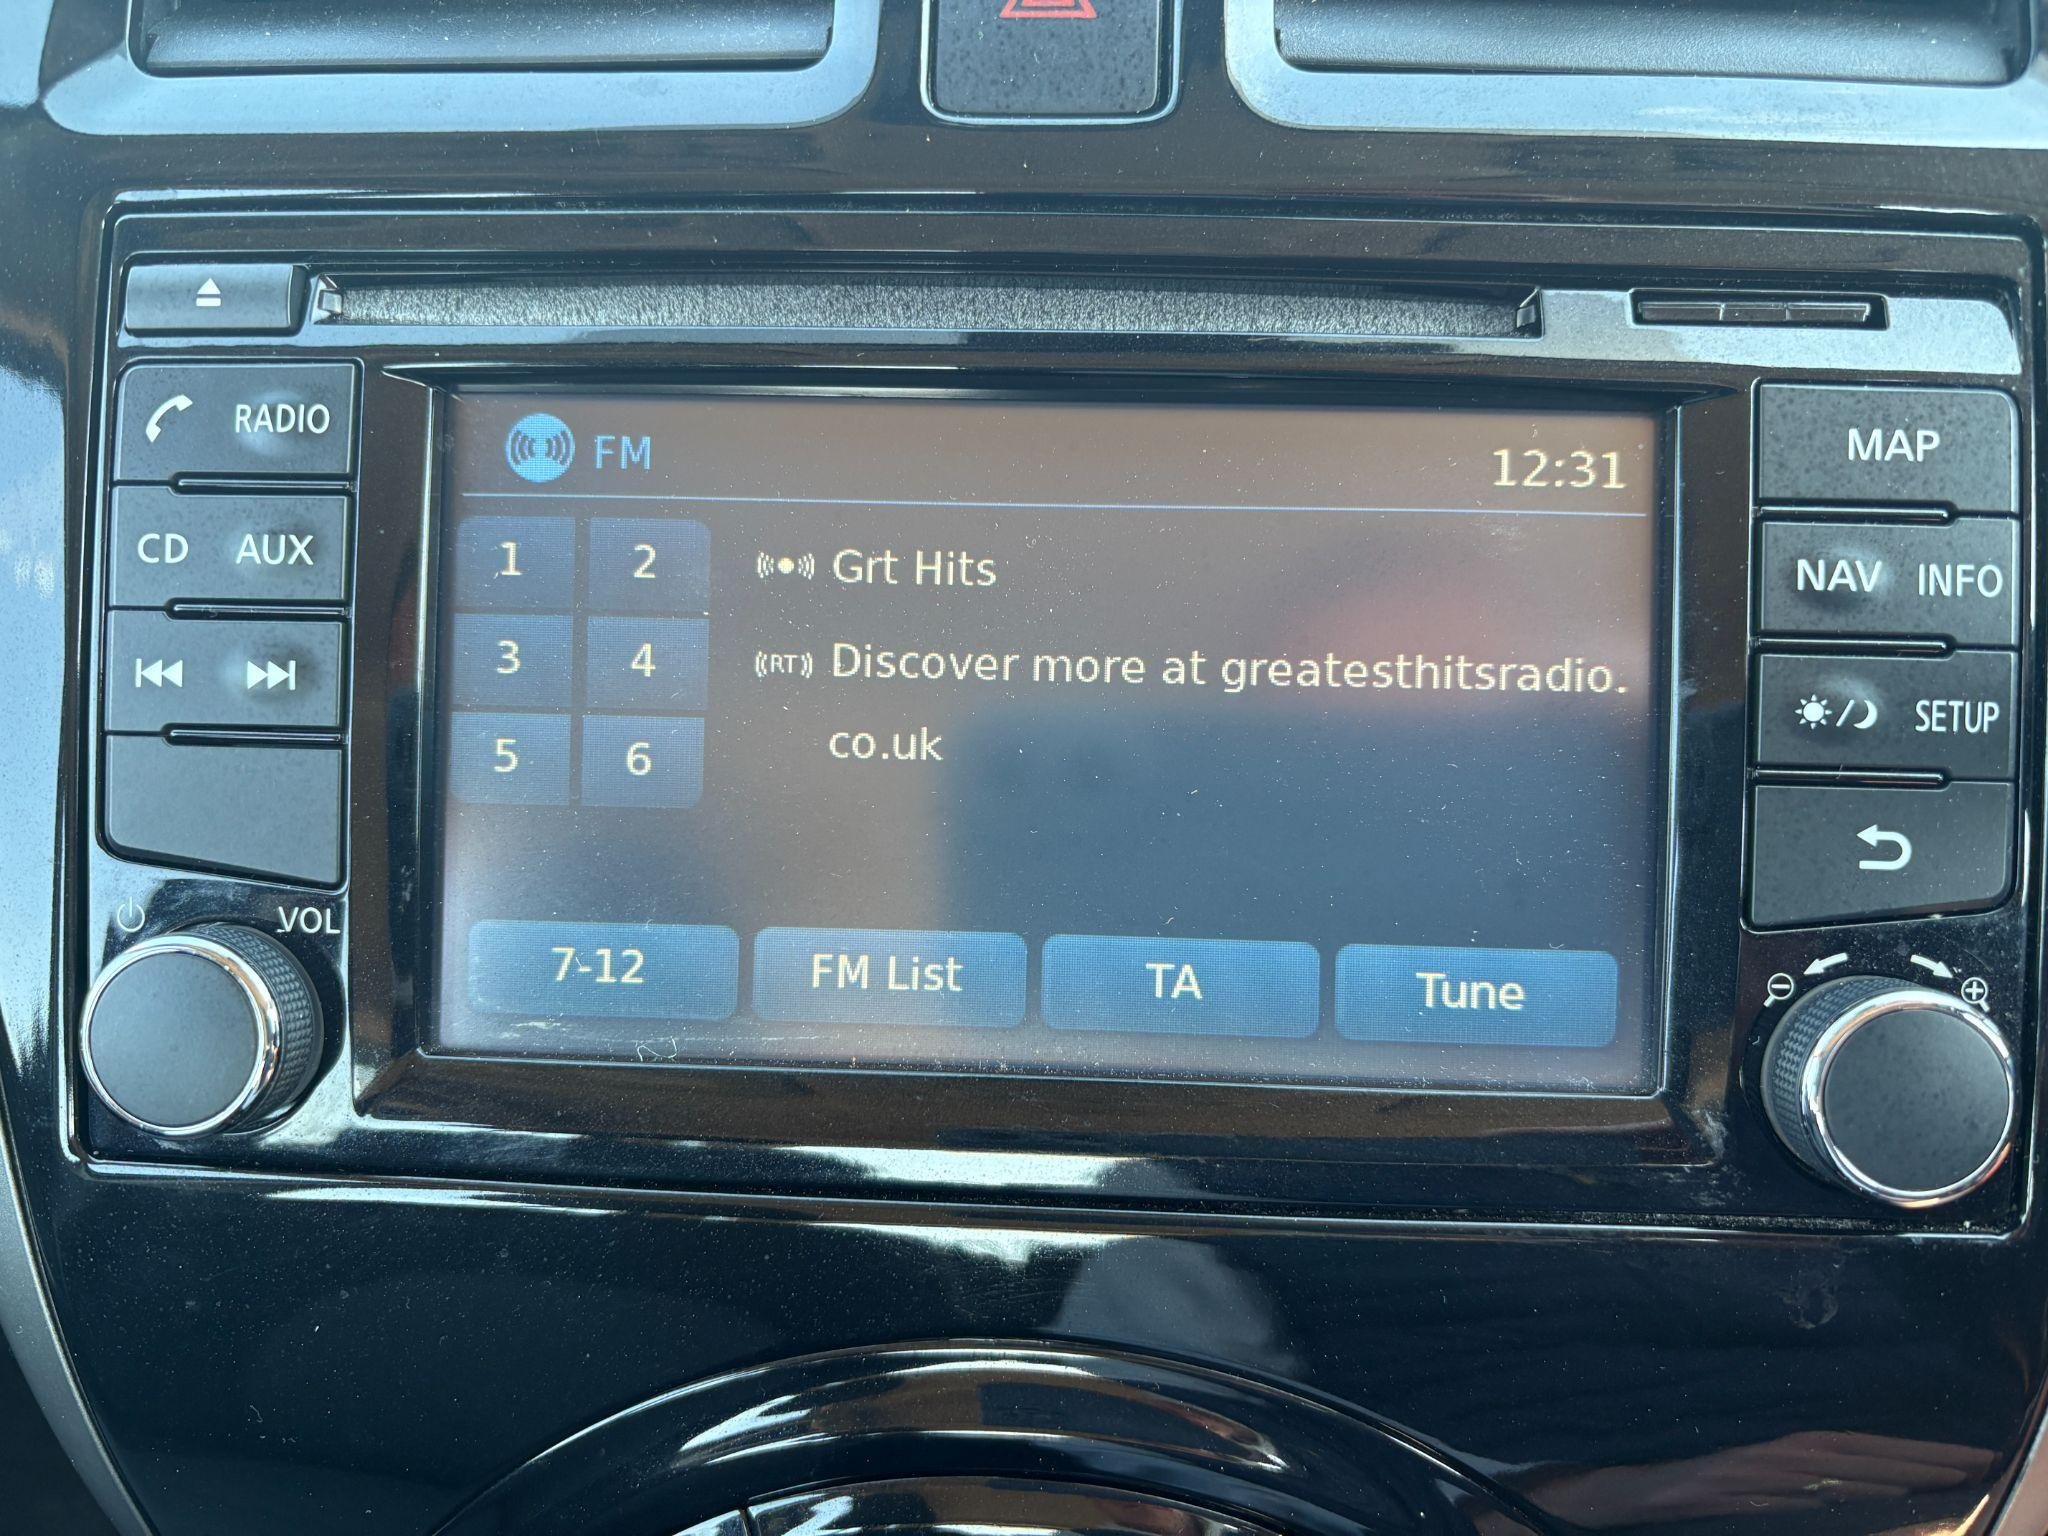 RADIO
CD AUX
VOL
FM 12:31
1 2
3 4
5 6
Grt Hits
RT Discover more at greatesthitsradio.
co.uk
7-12 FM List TA Tune
MAP
NAV INFO
SETUP